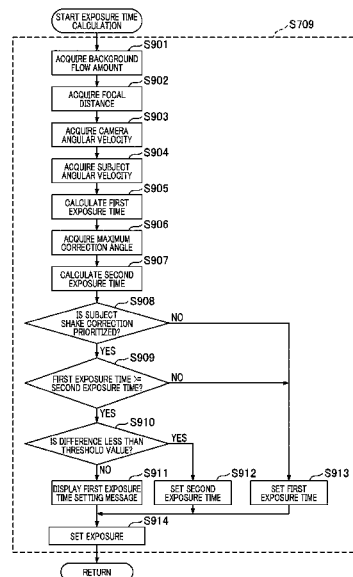 START EXPOSURE TIME
CALCULATION
S709
S901
ACQUIRE BACKGROUND
FLOW AMOUNT
S902
ACQUIRE FOCAL
DISTANCE
S903
ACQUIRE CAMERA
ANGULAR VELOCITY
S904
ACQUIRE SUBJECT
ANGULAR VELOCITY
S905
CALCULATE FIRST
EXPOSURE TIME
S906
ACQUIRE MAXIMUM
CORRECTION ANGLE
S907
CALCULATE SECOND
EXPOSURE TIME
S908
IS SUBJECT
SHAKE CORRECTION
PRIORITIZED?
NO
YES
S909
FIRST EXPOSURE TIME >=
SECOND EXPOSURE TIME?
NO
YES
S910
IS DIFFERENCE LESS THAN
THRESHOLD VALUE?
YES
NO
S911
DISPLAY FIRST EXPOSURE
TIME SETTING MESSAGE
S912
SET SECOND
EXPOSURE TIME
S913
SET FIRST
EXPOSURE TIME
S914
SET EXPOSURE
RETURN